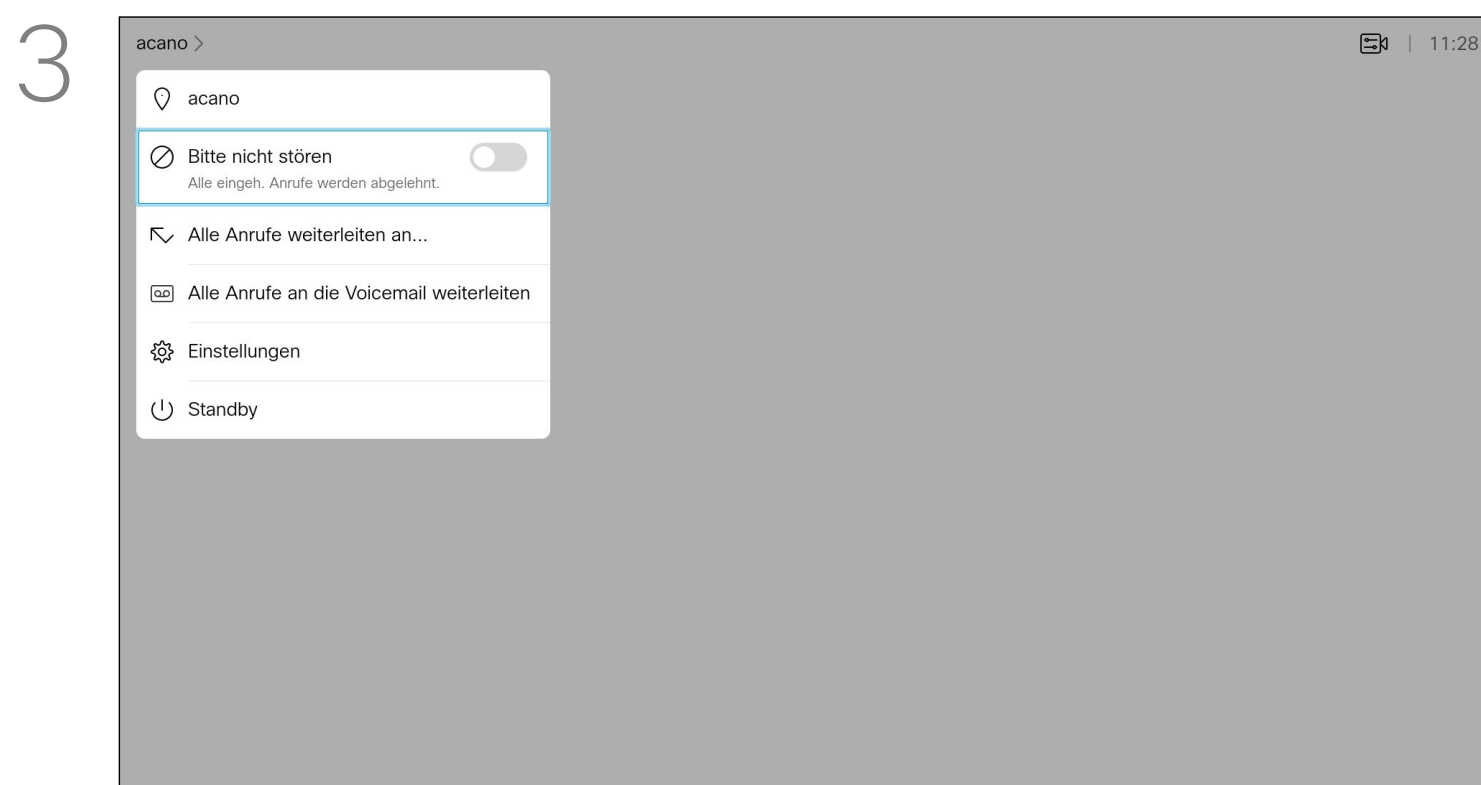 3
acano >
11:28
acano
Bitte nicht stören
Alle eingeh. Anrufe werden abgelehnt.
Alle Anrufe weiterleiten an...
Alle Anrufe an die Voicemail weiterleiten
Einstellungen
Standby